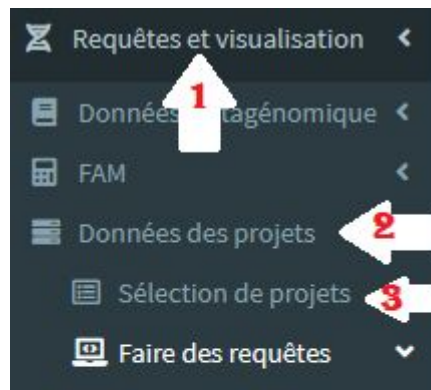 Requêtes et visualisation
1
Données
FAM
Données des projets 2
Sélection de projets 3
Faire des requêtes